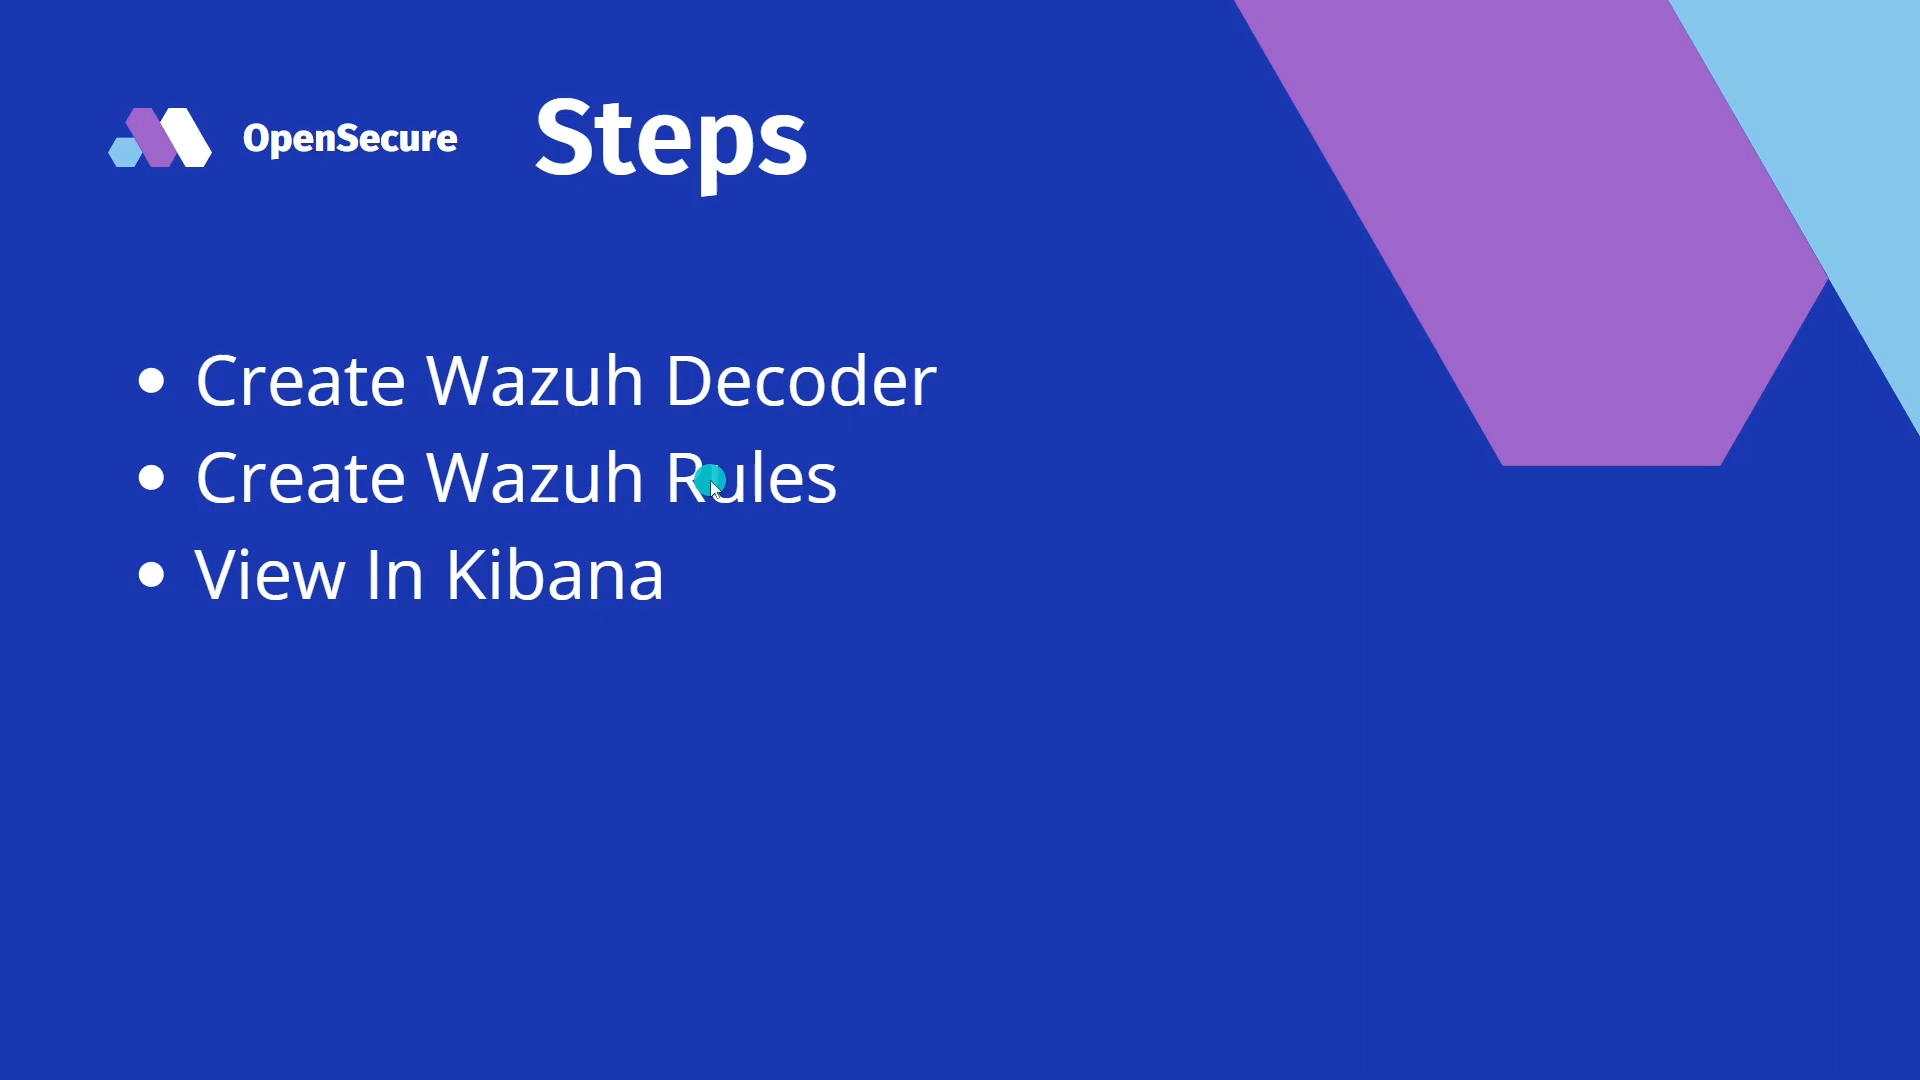 OpenSecure
Steps
Create Wazuh Decoder
Create Wazuh Rules
View In Kibana